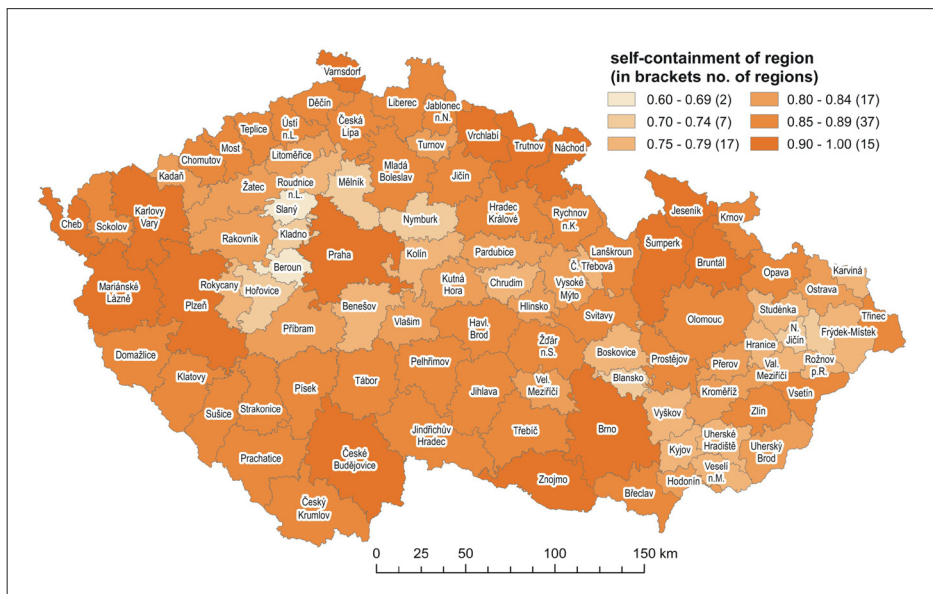 self-containment of region
(in brackets no. of regions)
0.60 - 0.69 (2)
0.70 - 0.74 (7)
0.75 - 0.79 (17)
0.80 - 0.84 (17)
0.85 - 0.89 (37)
0.90 - 1.00 (15)
Varnsdorf
Děčín
Liberec
Jablonec
n.N.
Teplice
Ústí
n.L.
Česká
Lípa
Turnov
Vrchlabí
Trutnov
Náchod
Most
Chomutov
Litoměřice
Kadaň
Žatec
Roudnice
n.L.
Mělník
Mladá
Boleslav
Jičín
Slaný
Cheb
Sokolov
Karlovy
Vary
Rakovník
Kladno
Praha
Nymburk
Hradec
Králové
Rychnov
n.K.
Jeseník
Krnov
Šumperk
Bruntál
Beroun
Kolín
Pardubice
Lanškroun
Č. Třebová
Mariánské
Lázně
Rokycany
Hořovice
Plzeň
Kutná
Hora
Chrudim
Vysoké
Mýto
Opava
Karviná
Ostrava
Benešov
Hlinsko
Svitavy
Olomouc
Studénka
Třinec
Příbram
Vlašim
Havl.
Brod
Žďár
n.S.
N.
Jičín
Frýdek-Místek
Domažlice
Boskovice
Prostějov
Hranice
Přerov
Val.
Meziříčí
Rožnov
p.R.
Klatovy
Písek
Tábor
Pelhřimov
Jihlava
Vel.
Meziříčí
Blansko
Kroměříž
Vsetín
Sušice
Strakonice
Jindřichův
Hradec
Třebíč
Brno
Vyškov
Zlín
Uherské
Hradiště
Uherský
Brod
Kyjov
Prachatice
České
Budějovice
Znojmo
Hodonín
Veselí
n.M.
Břeclav
Český
Krumlov
0 25 50 100 150 km